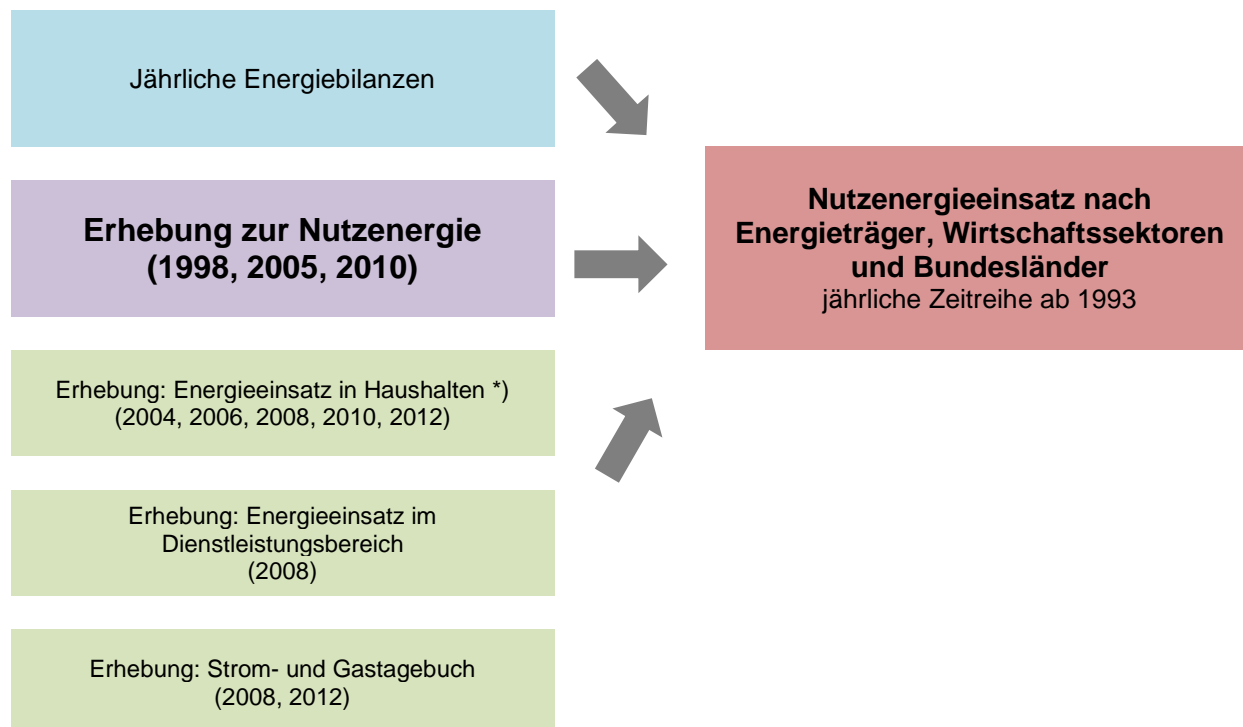 Jährliche Energiebilanzen
Erhebung zur Nutzenergie
(1998, 2005, 2010)
Erhebung: Energieeinsatz in Haushalten *)
(2004, 2006, 2008, 2010, 2012)
Erhebung: Energieeinsatz im
Dienstleistungsbereich
(2008)
Erhebung: Strom- und Gastagebuch
(2008, 2012)
Nutzenergieeinsatz nach
Energieträger, Wirtschaftssektoren
und Bundesländer
jährliche Zeitreihe ab 1993